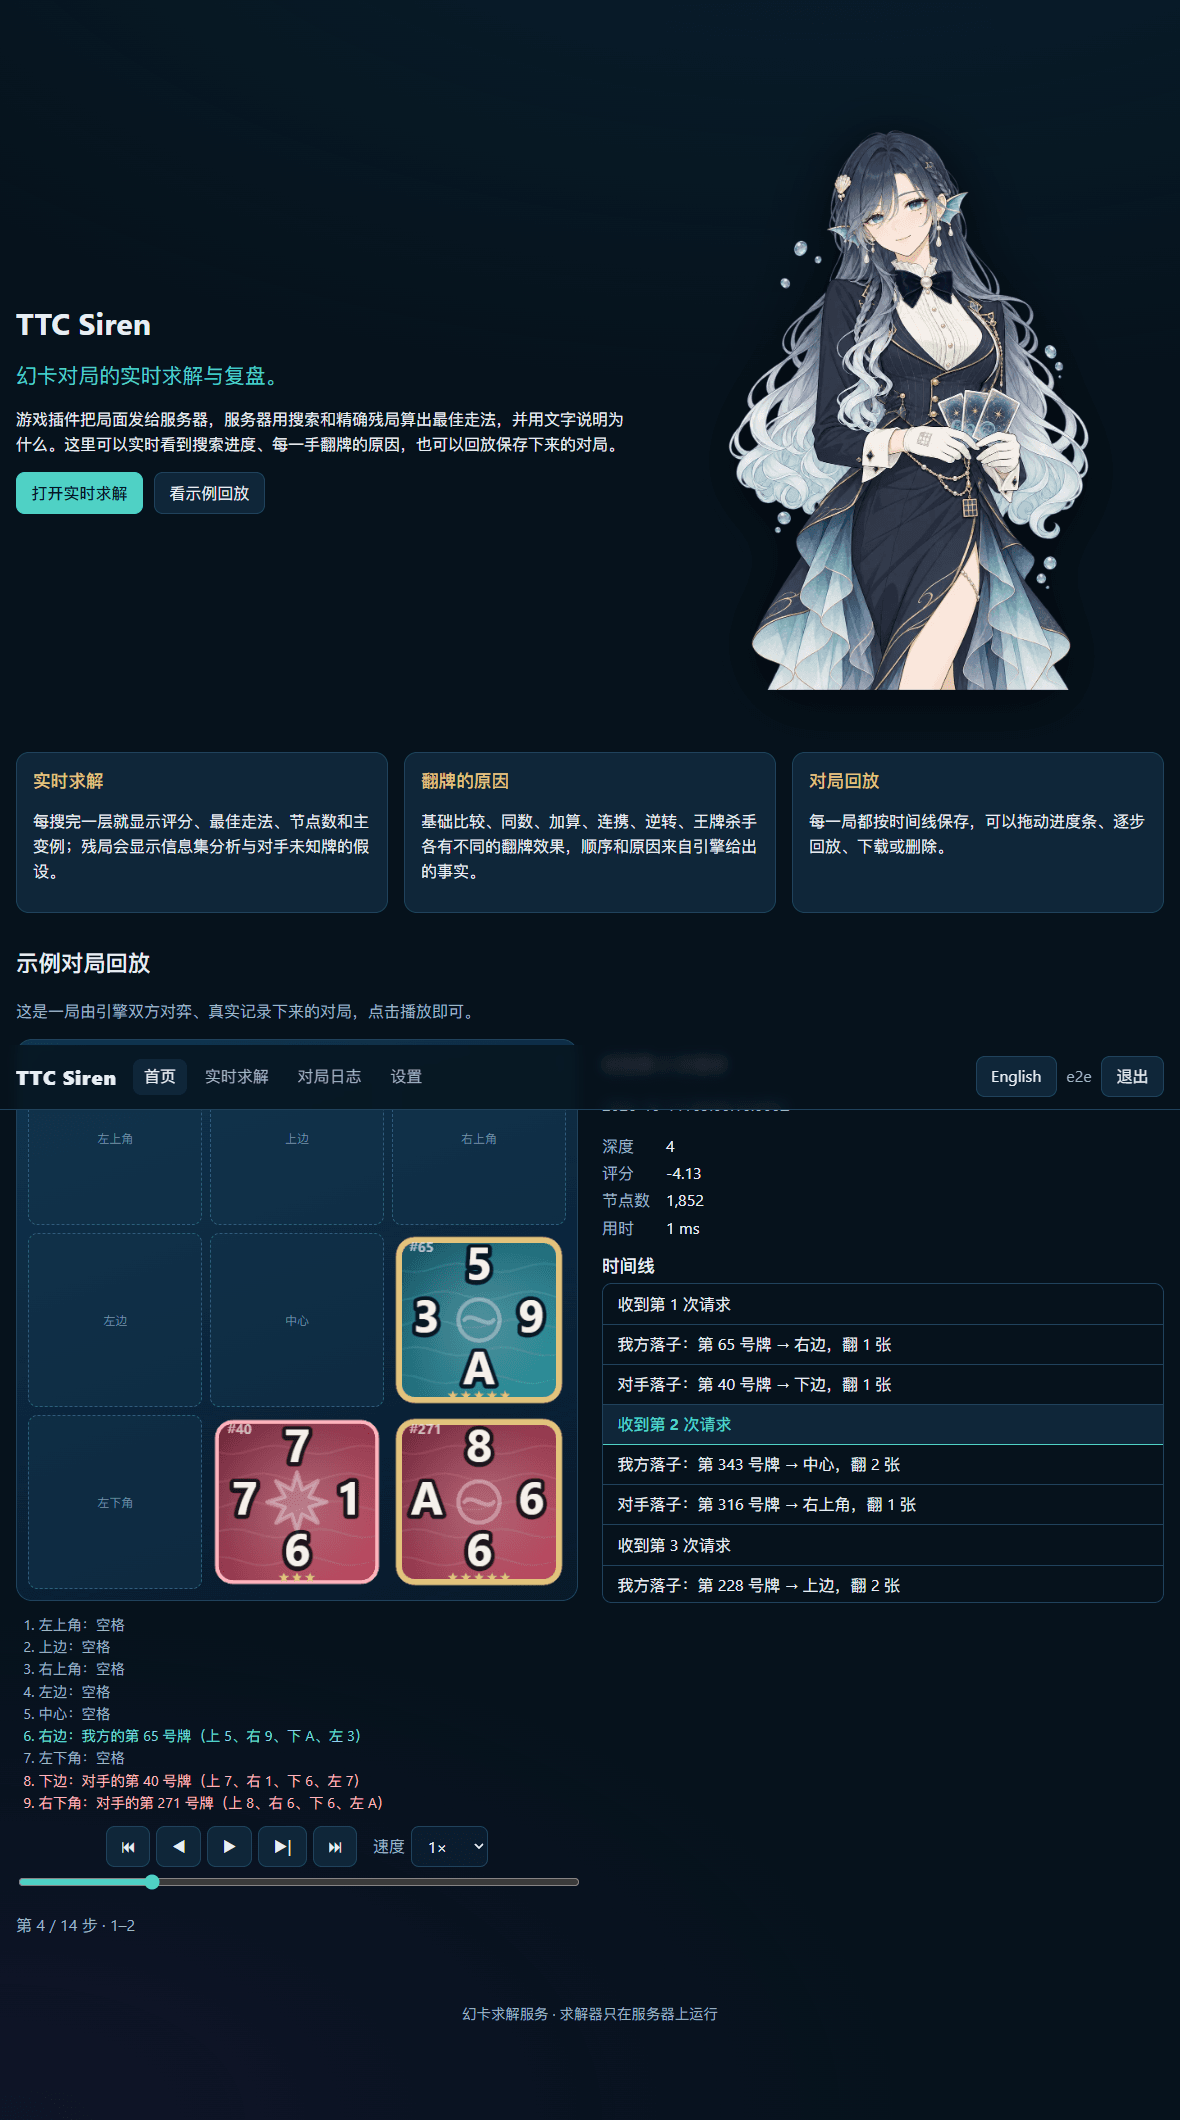 TTC Siren
幻卡对局的实时求解与复盘。
游戏插件把局面发给服务器，服务器用搜索和精确残局算出最佳走法，并用文字说明为
什么。这里可以实时看到搜索进度、每一手翻牌的原因，也可以回放保存下来的对局。
打开实时求解
看示例回放
实时求解
每搜完一层就显示评分、最佳走法、节点数和主
变例；残局会显示信息集分析与对手未知牌的假
设。
翻牌的原因
基础比较、同数、加算、连携、逆转、王牌杀手
各有不同的翻牌效果，顺序和原因来自引擎给出
的事实。
对局回放
每一局都按时间线保存，可以拖动进度条、逐步
回放、下载或删除。
示例对局回放
这是一局由引擎双方对弈、真实记录下来的对局，点击播放即可。
TTC Siren 首页 实时求解 对局日志 设置 English e2e 退出
左上角 上边 右上角
左边 中心
#65
5
3 9
A
左下角
#40
7
7 1
6
#271
8
A 6
6
深度 4
评分 -4.13
节点数 1,852
用时 1 ms
时间线
收到第 1 次请求
我方落子：第 65 号牌 → 右边，翻 1 张
对手落子：第 40 号牌 → 下边，翻 1 张
收到第 2 次请求
我方落子：第 343 号牌 → 中心，翻 2 张
对手落子：第 316 号牌 → 右上角，翻 1 张
收到第 3 次请求
我方落子：第 228 号牌 → 上边，翻 2 张
1. 左上角：空格
2. 上边：空格
3. 右上角：空格
4. 左边：空格
5. 中心：空格
6. 右边：我方的第 65 号牌（上 5、右 9、下 A、左 3）
7. 左下角：空格
8. 下边：对手的第 40 号牌（上 7、右 1、下 6、左 7）
9. 右下角：对手的第 271 号牌（上 8、右 6、下 6、左 A）
速度 1×
第 4 / 14 步 · 1–2
幻卡求解服务 · 求解器只在服务器上运行